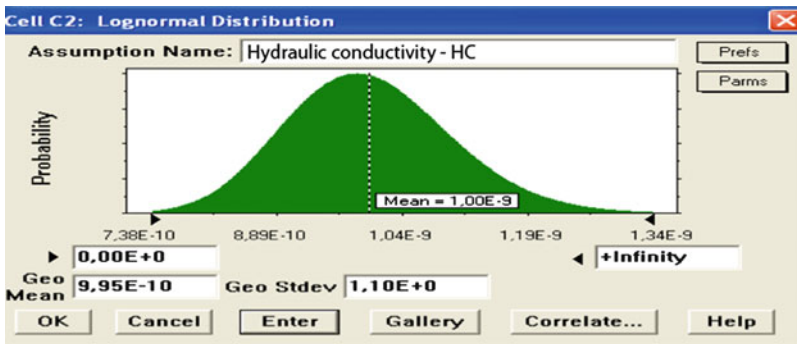 Cell C2: Lognormal Distribution
Assumption Name: Hydraulic conductivity - HC
Prefs
Parms
Probability
Mean = 1,00E-9
7,38E-10 8,89E-10 1,04E-9 1,19E-9 1,34E-9
0,00E+0 +Infinity
Geo Mean 9,95E-10 Geo Stdev 1,10E+0
OK Cancel Enter Gallery Correlate... Help